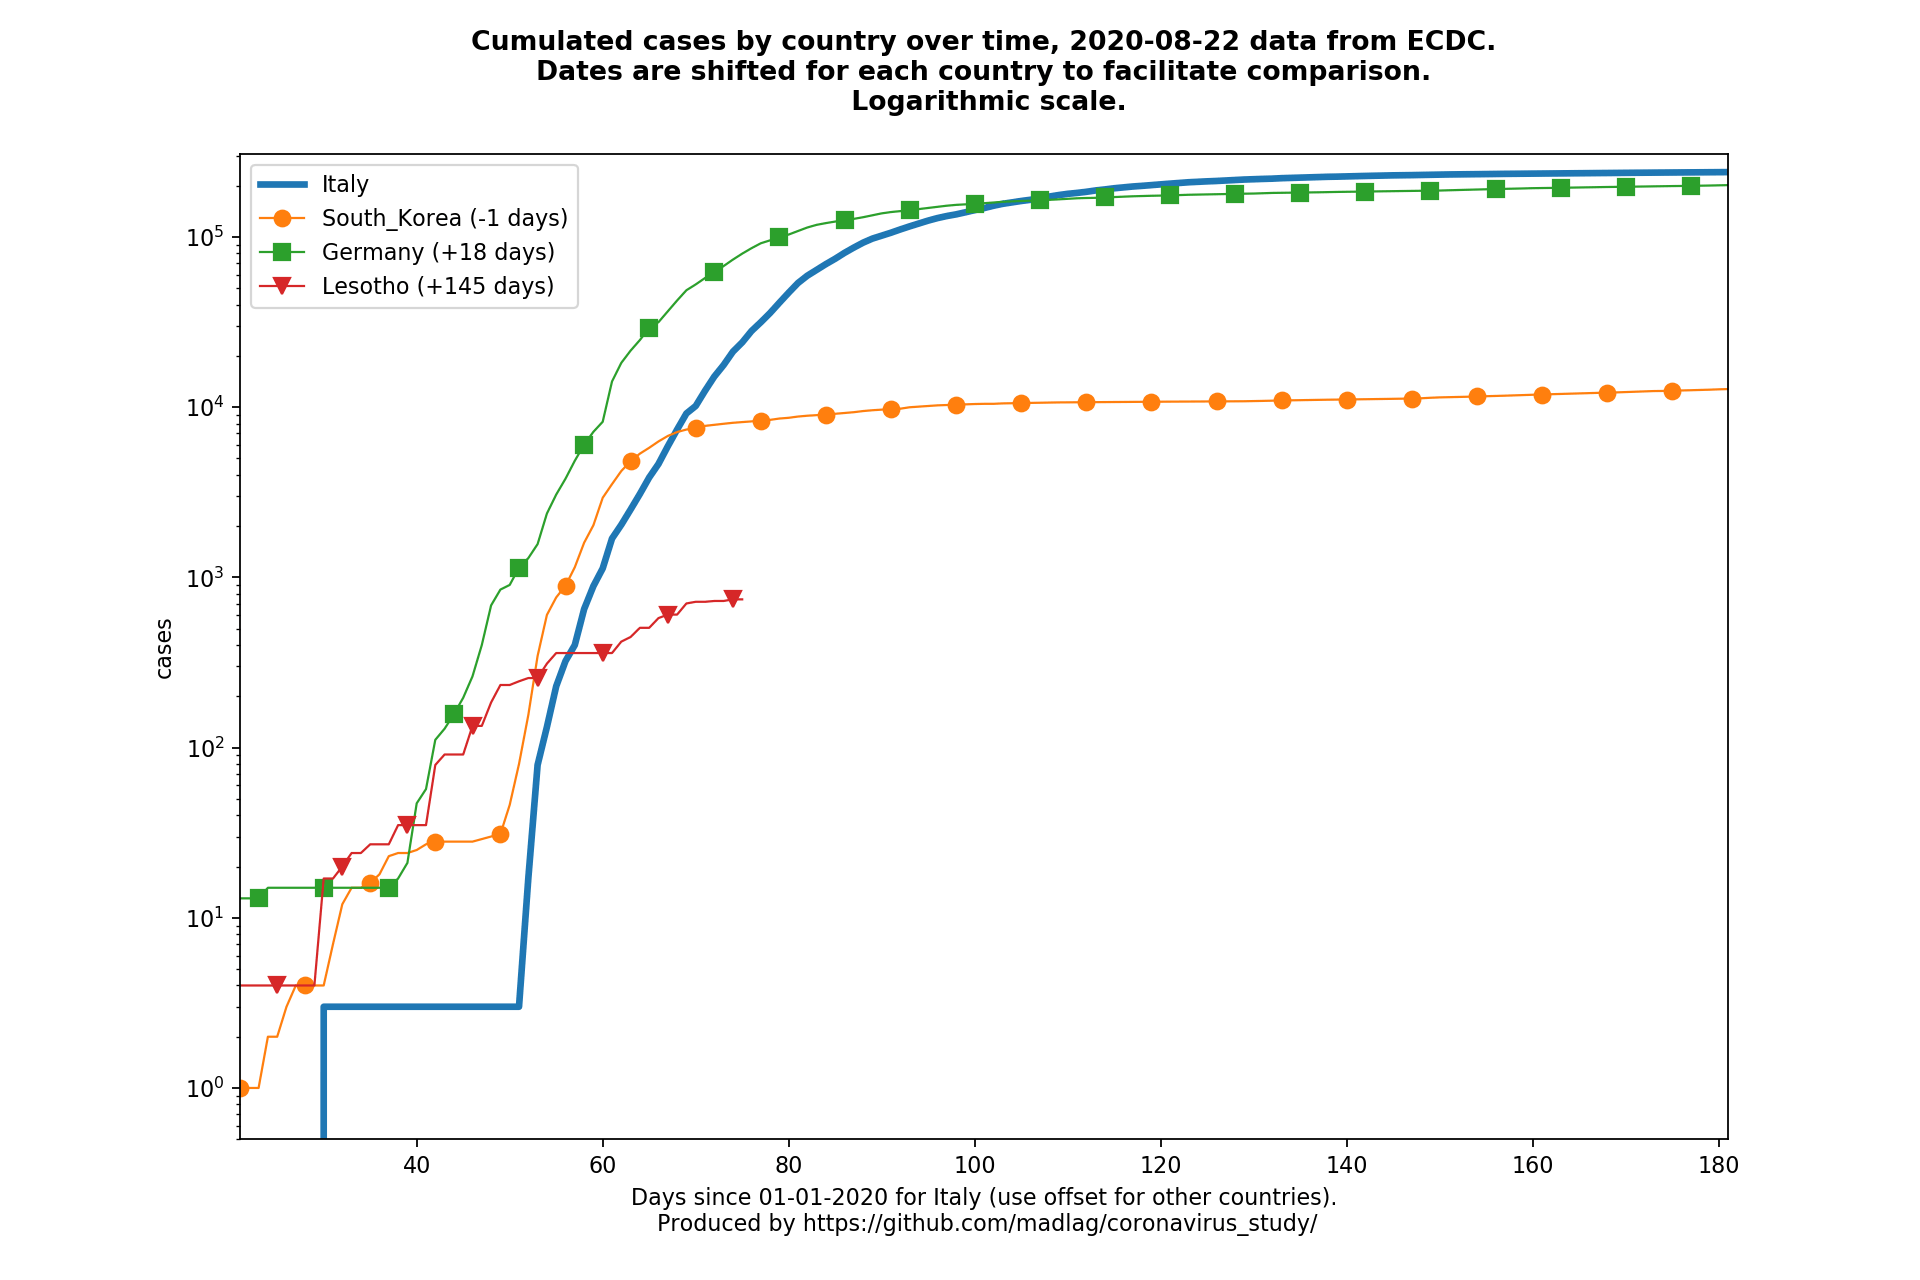 Cumulated cases by country over time, 2020-08-22 data from ECDC.
Dates are shifted for each country to facilitate comparison.
Logarithmic scale.
Italy
South_Korea (-1 days)
Germany (+18 days)
Lesotho (+145 days)
cases
10^5
10^4
10^3
10^2
10^1
10^0
40 60 80 100 120 140 160 180
Days since 01-01-2020 for Italy (use offset for other countries).
Produced by https://github.com/madlag/coronavirus_study/